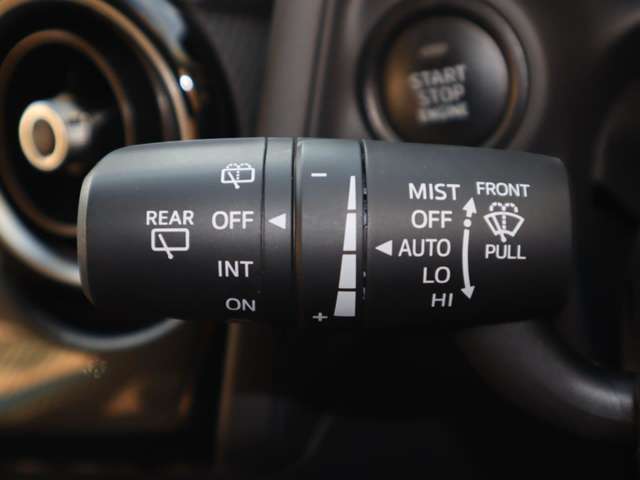 START
STOP
ENGINE
REAR
OFF
INT
ON
−
+
MIST
OFF
AUTO
LO
HI
FRONT
PULL